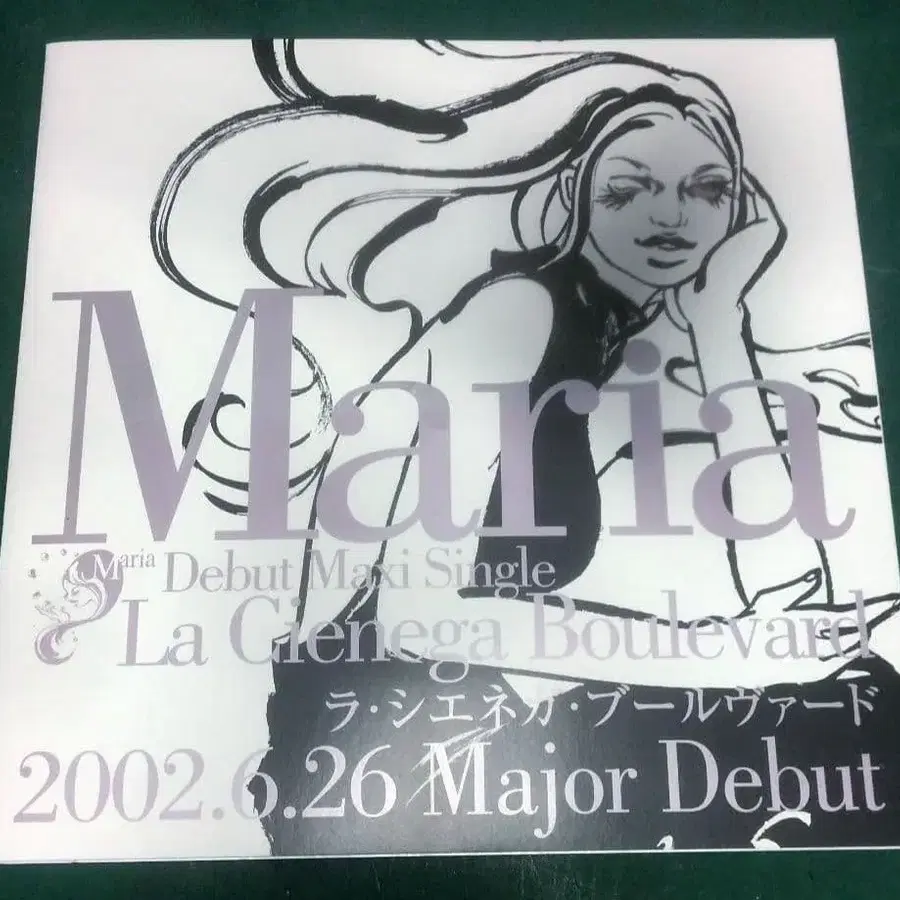 Maria
Maria Debut Maxi Single
La Cienega Boulevard
ラ・シエネガ・ブールヴァード
2002.6.26 Major Debut